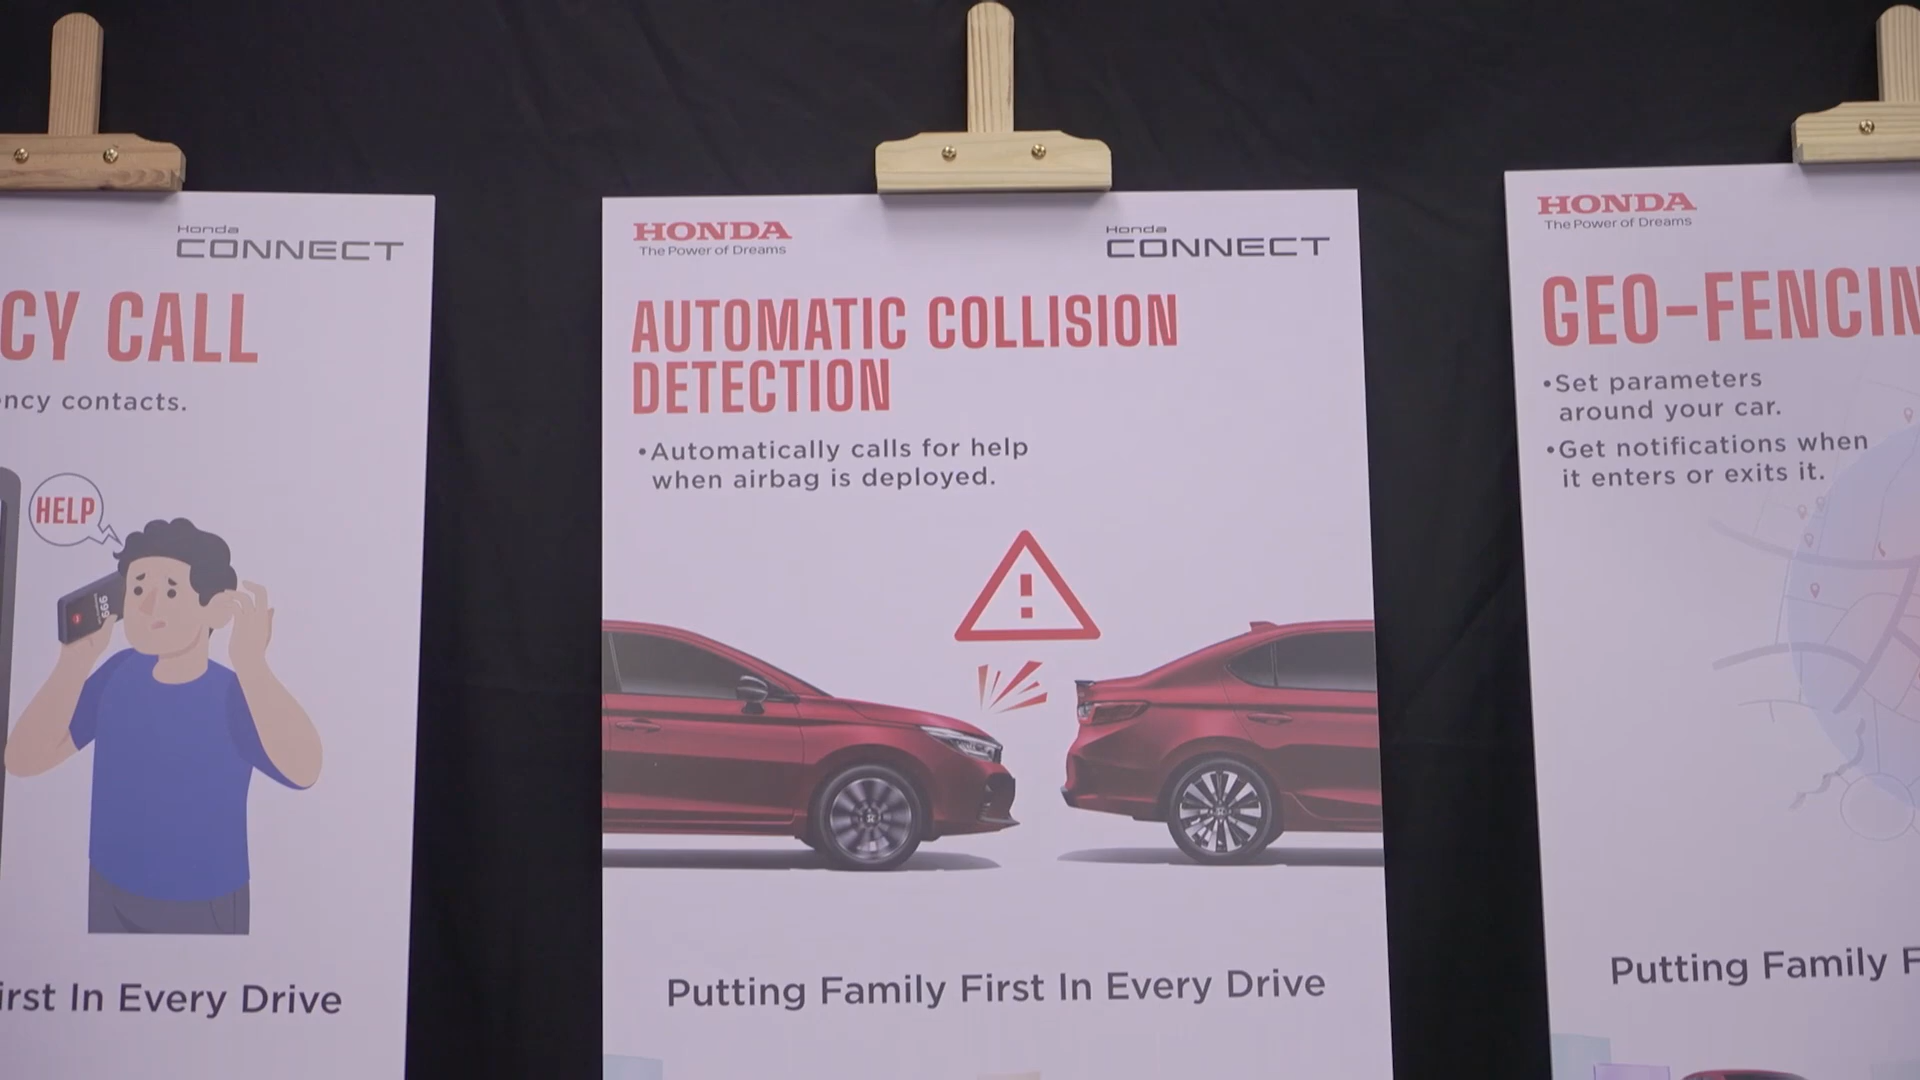 Honda
CONNECT
CY CALL
ncy contacts.
HELP
999
irst In Every Drive
HONDA
The Power of Dreams
Honda
CONNECT
AUTOMATIC COLLISION
DETECTION
•Automatically calls for help
when airbag is deployed.
Putting Family First In Every Drive
HONDA
The Power of Dreams
GEO-FENCIN
•Set parameters
around your car.
•Get notifications when
it enters or exits it.
Putting Family F